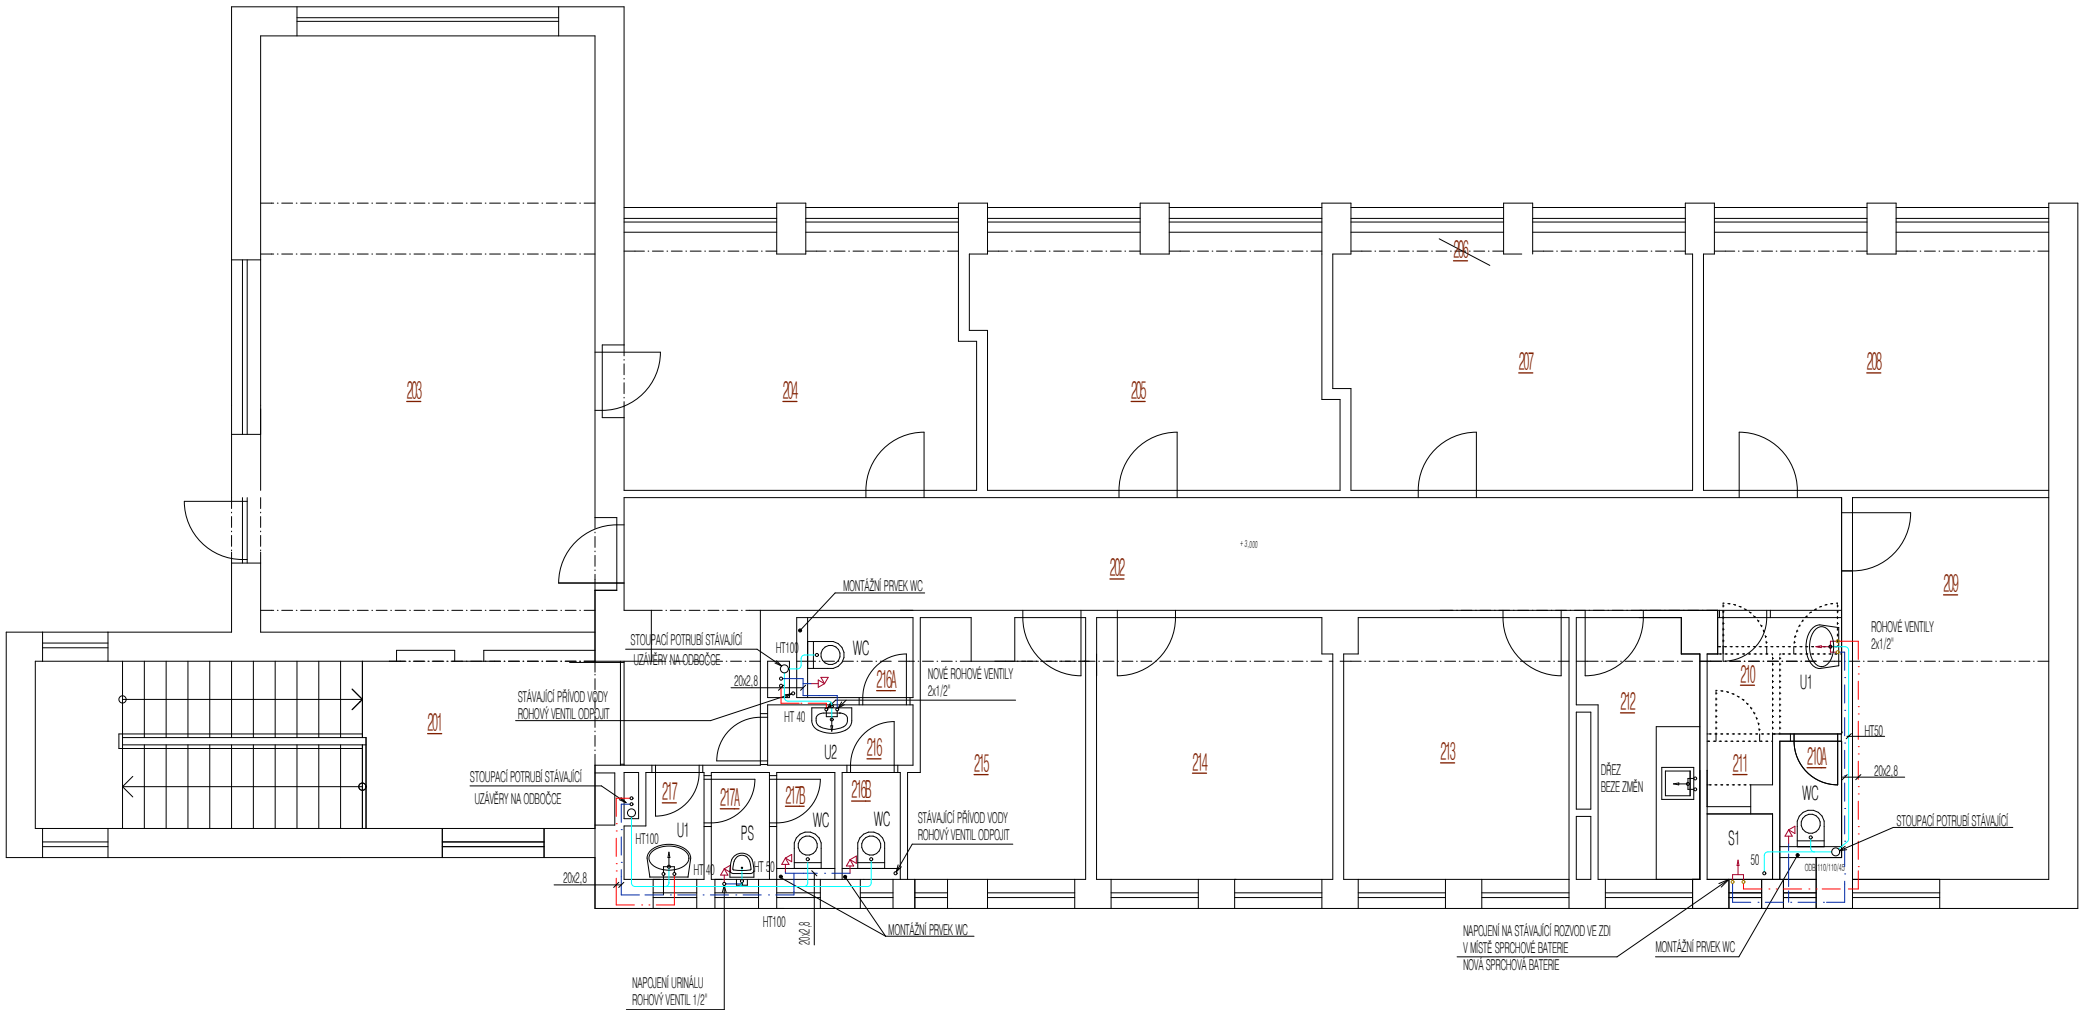 206
207
208
203
204
205
+3,000
202
MONTÁŽNÍ PRVEK WC
209
STOUPACÍ POTRUBÍ STÁVAJÍCÍ
UZÁVĚRY NA ODBOČCE
HT100
WC
ROHOVÉ VENTILY
2x1/2"
20x2,8
216A
NOVÉ ROHOVÉ VENTILY
2x1/2"
210
U1
STÁVAJÍCÍ PŘÍVOD VODY
ROHOVÝ VENTIL ODPOJIT
HT 40
212
201
U2
216
215
214
213
HT50
STOUPACÍ POTRUBÍ STÁVAJÍCÍ
UZÁVĚRY NA ODBOČCE
DŘEZ
BEZE ZMĚN
211
210A
20x2,8
217
217A
217B
216B
WC
HT100
U1
PS
WC
WC
STÁVAJÍCÍ PŘÍVOD VODY
ROHOVÝ VENTIL ODPOJIT
S1
STOUPACÍ POTRUBÍ STÁVAJÍCÍ
HT 40
HT 50
50
ODB.110/110/45
20x2,8
HT100
20x2,8
MONTÁŽNÍ PRVEK WC
NAPOJENÍ NA STÁVAJÍCÍ ROZVOD VE ZDI
V MÍSTĚ SPRCHOVÉ BATERIE
NOVÁ SPRCHOVÁ BATERIE
MONTÁŽNÍ PRVEK WC
NAPOJENÍ URINÁLU
ROHOVÝ VENTIL 1/2"